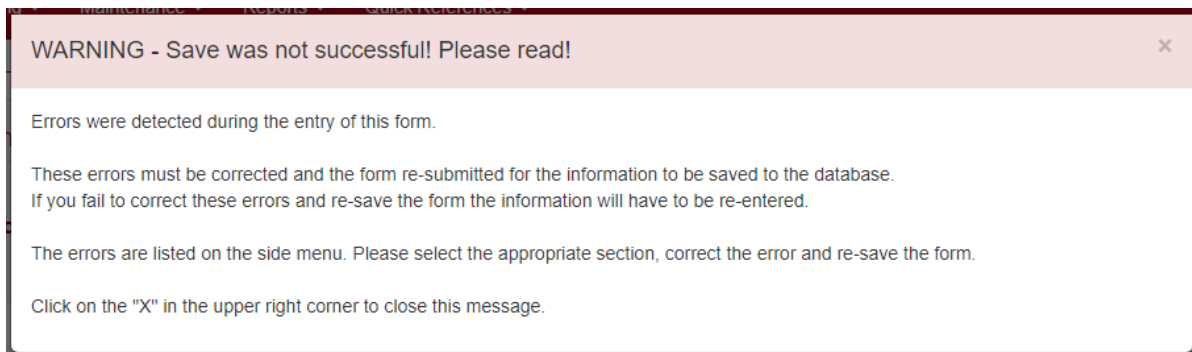 Maintenance Reports Quick References
WARNING - Save was not successful! Please read!
×
Errors were detected during the entry of this form.
These errors must be corrected and the form re-submitted for the information to be saved to the database.
If you fail to correct these errors and re-save the form the information will have to be re-entered.
The errors are listed on the side menu. Please select the appropriate section, correct the error and re-save the form.
Click on the "X" in the upper right corner to close this message.